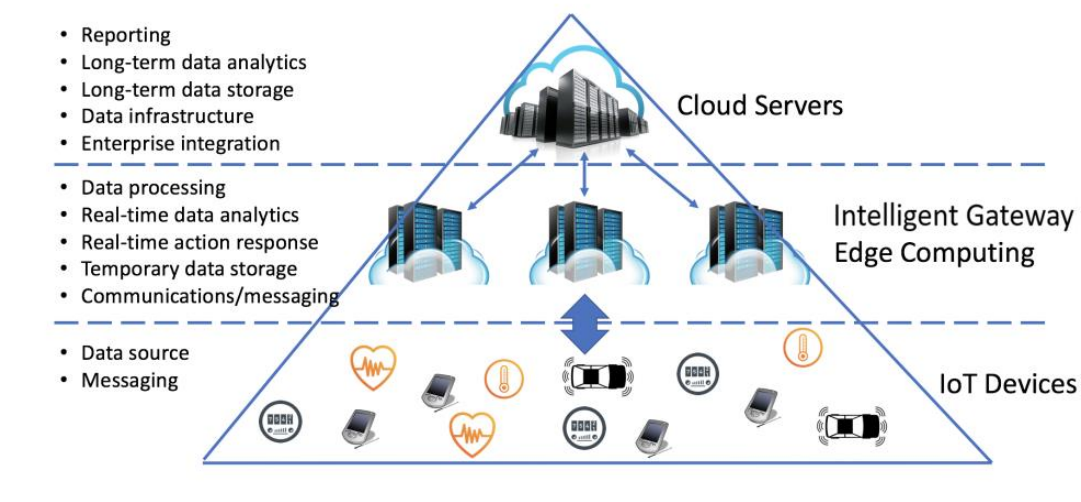 • Reporting
• Long-term data analytics
• Long-term data storage
• Data infrastructure
• Enterprise integration
Cloud Servers
• Data processing
• Real-time data analytics
• Real-time action response
• Temporary data storage
• Communications/messaging
Intelligent Gateway
Edge Computing
• Data source
• Messaging
IoT Devices